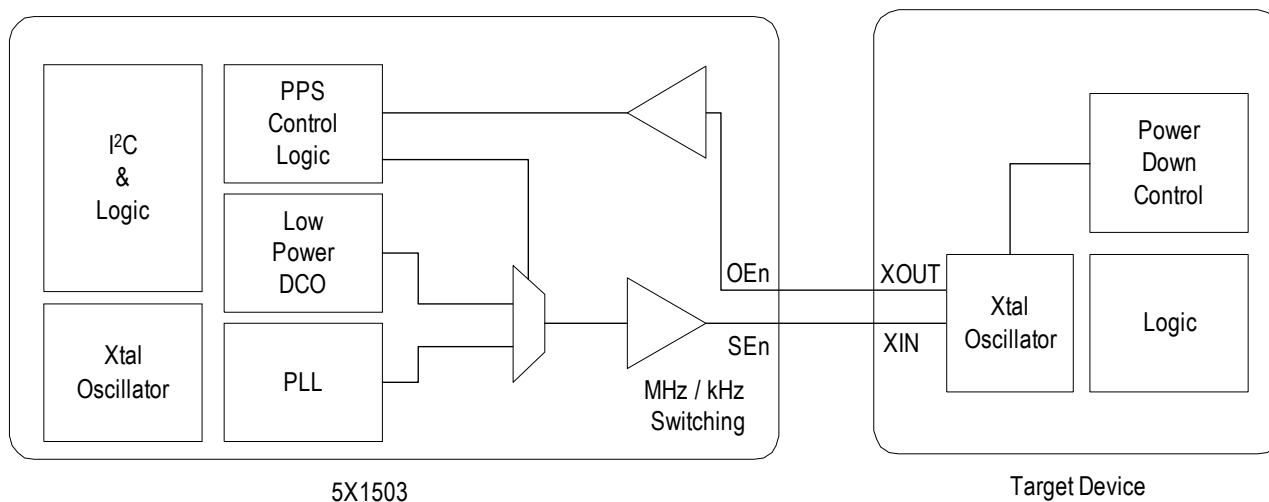 I²C
&
Logic
PPS
Control
Logic
Low
Power
DCO
Xtal
Oscillator
PLL
OEn
SEn
MHz / kHz
Switching
5X1503
XOUT
XIN
Power
Down
Control
Xtal
Oscillator
Logic
Target Device